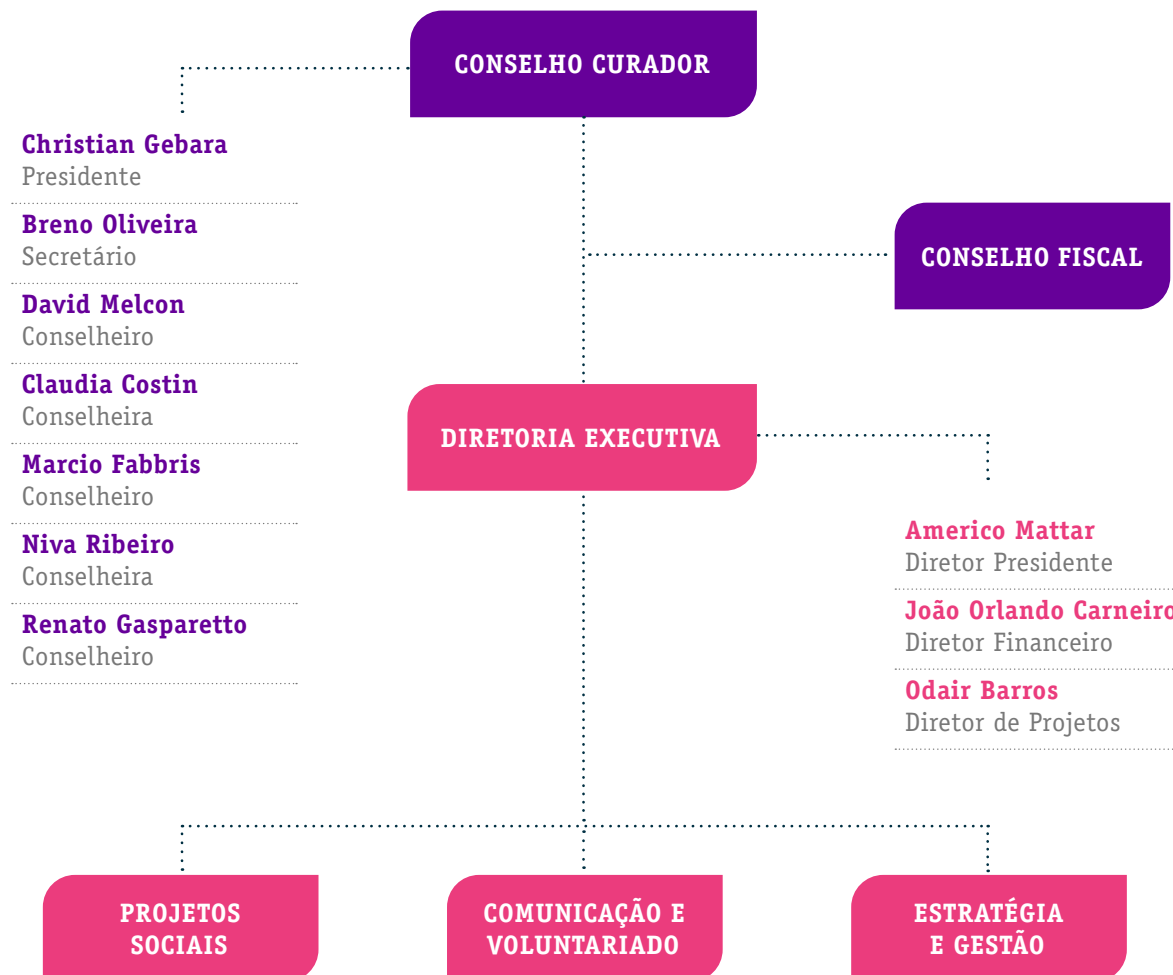 CONSELHO CURADOR
Christian Gebara
Presidente
Breno Oliveira
Secretário
David Melcon
Conselheiro
Claudia Costin
Conselheira
Marcio Fabbris
Conselheiro
Niva Ribeiro
Conselheira
Renato Gasparetto
Conselheiro
CONSELHO FISCAL
DIRETORIA EXECUTIVA
Americo Mattar
Diretor Presidente
João Orlando Carneiro
Diretor Financeiro
Odair Barros
Diretor de Projetos
PROJETOS
SOCIAIS
COMUNICAÇÃO E
VOLUNTARIADO
ESTRATÉGIA
E GESTÃO